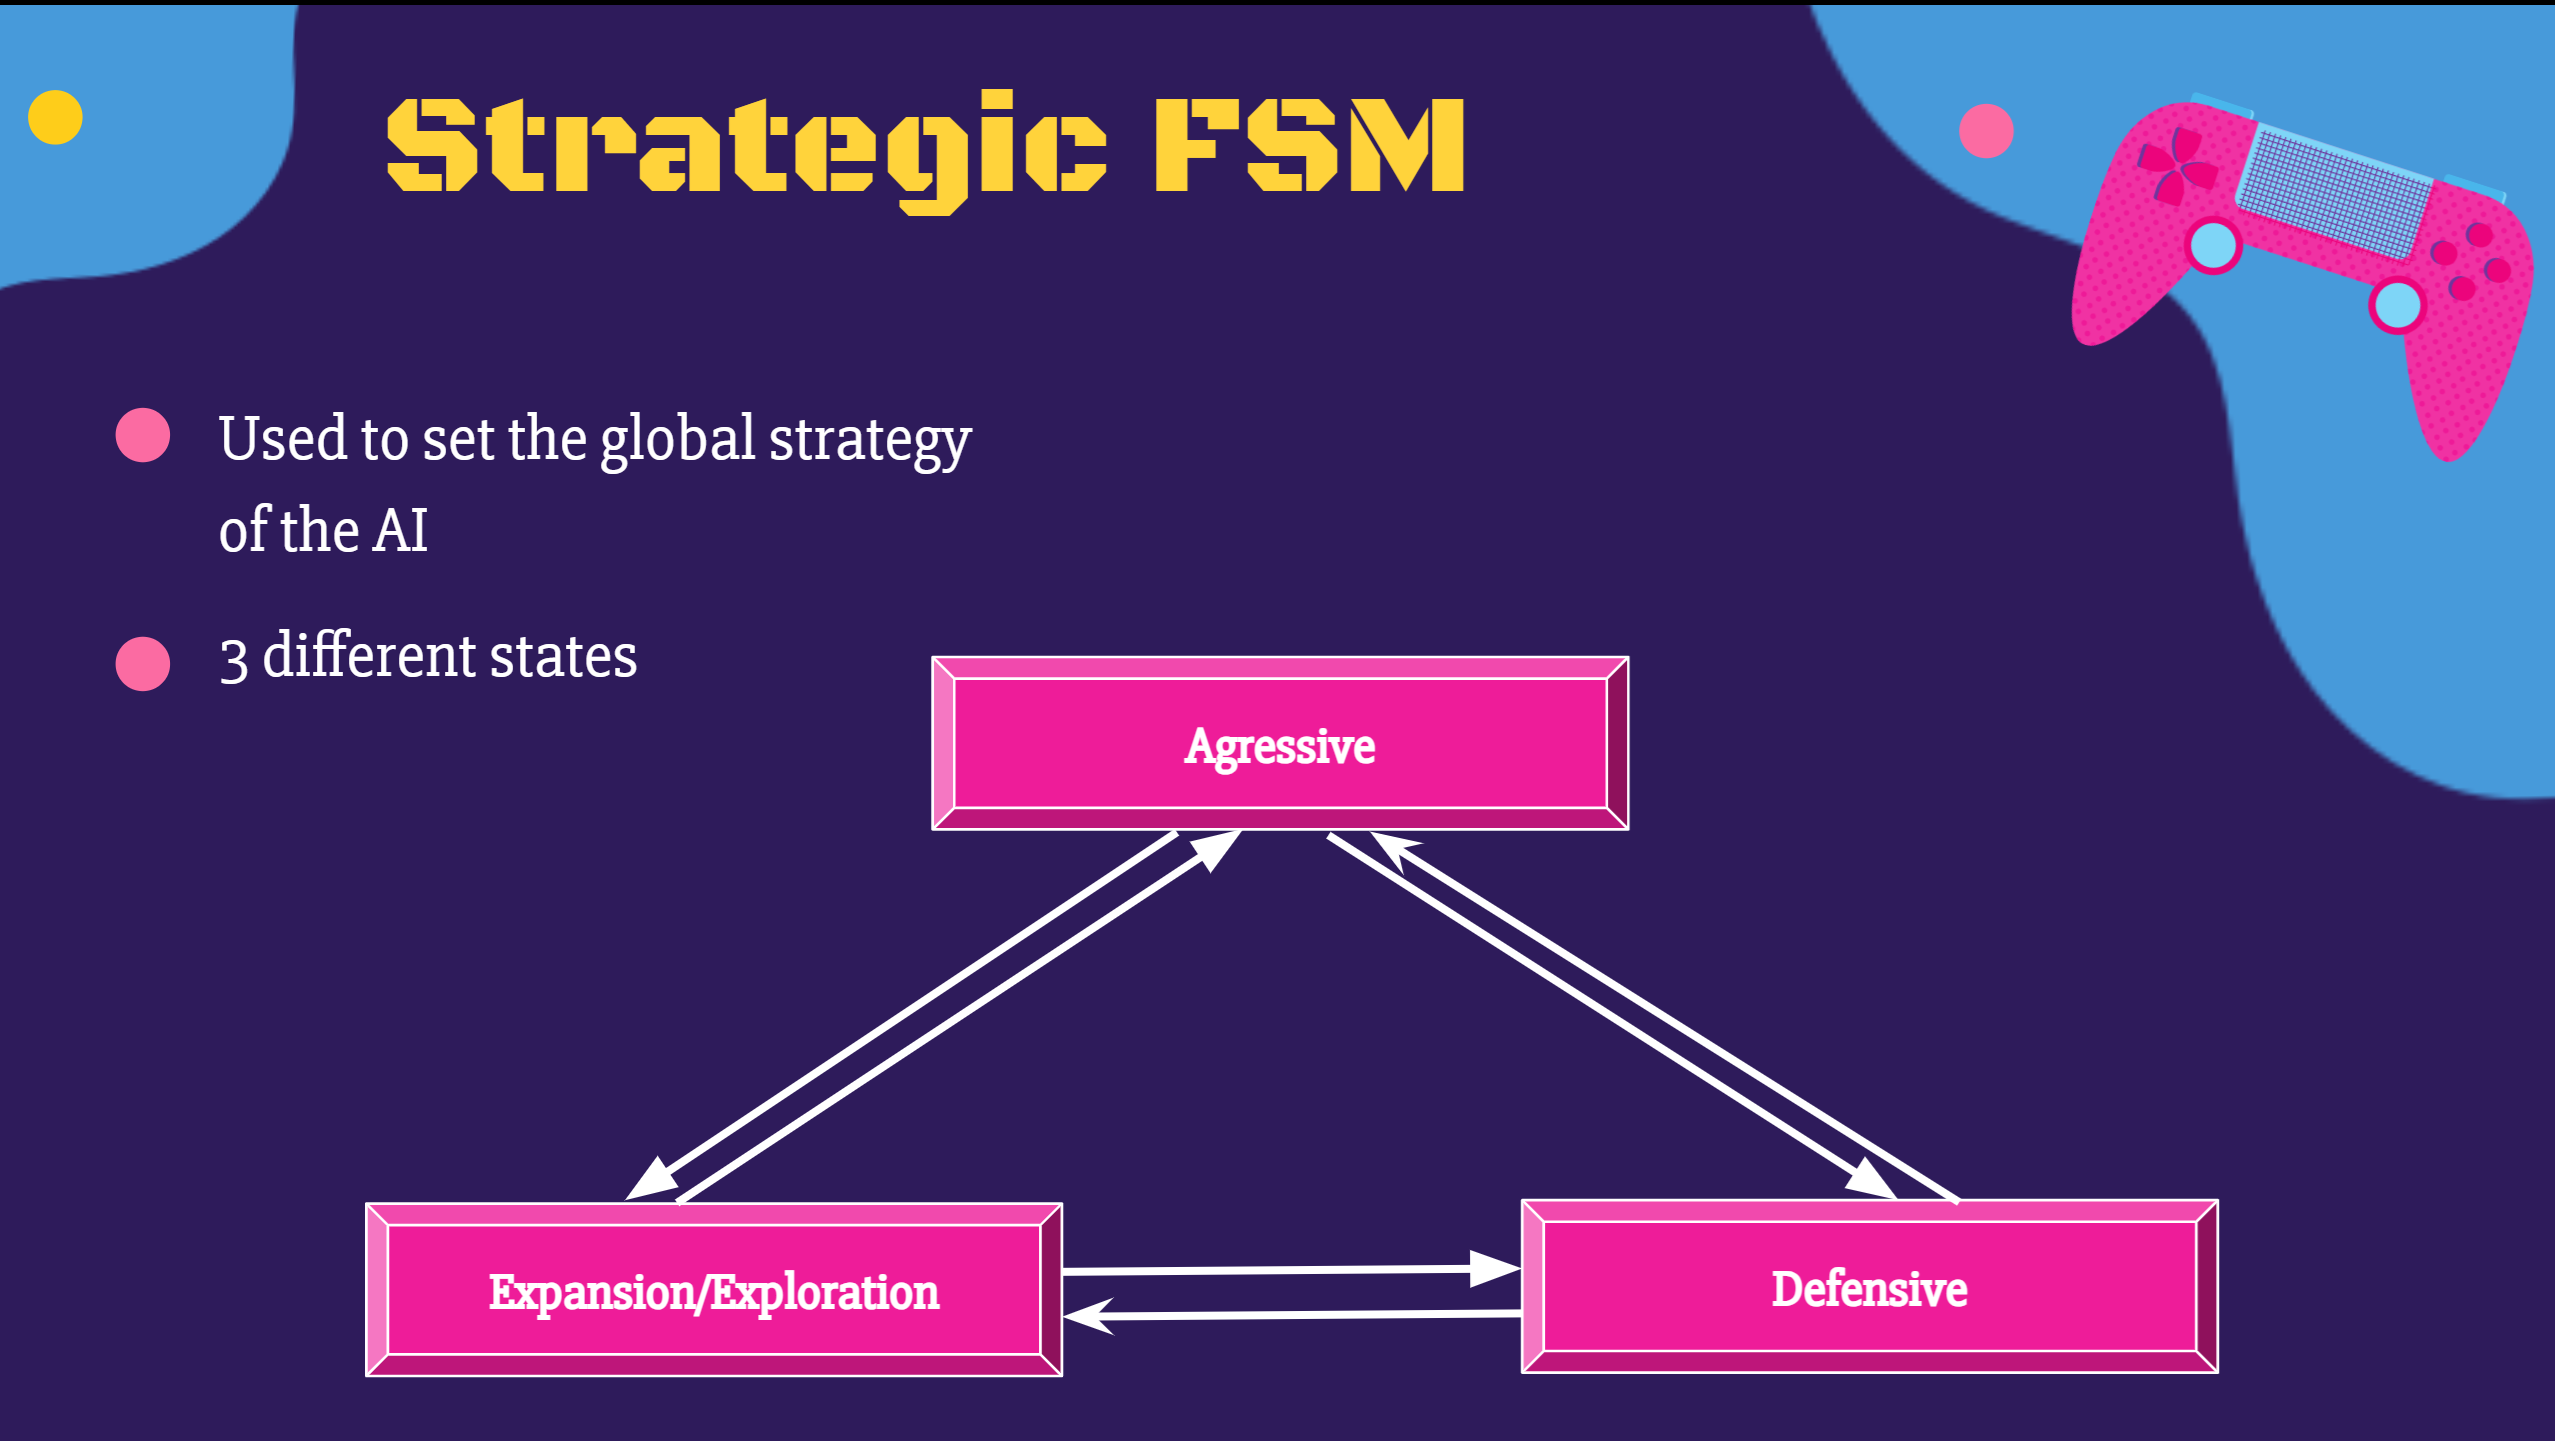 Strategic FSM
Used to set the global strategy
of the AI
3 different states
Agressive
Expansion/Exploration
Defensive